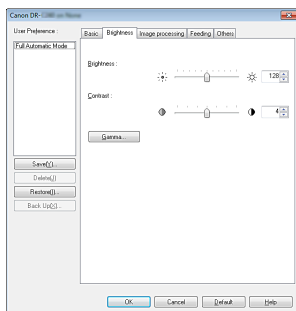 Canon DR-
User Preference :
Full Automatic Mode
Save(Y)...
Delete(J)
Restore(I)...
Back Up(X)...
Basic Brightness Image processing Feeding Others
Brightness :
128
Contrast :
4
Gamma...
OK Cancel Default Help